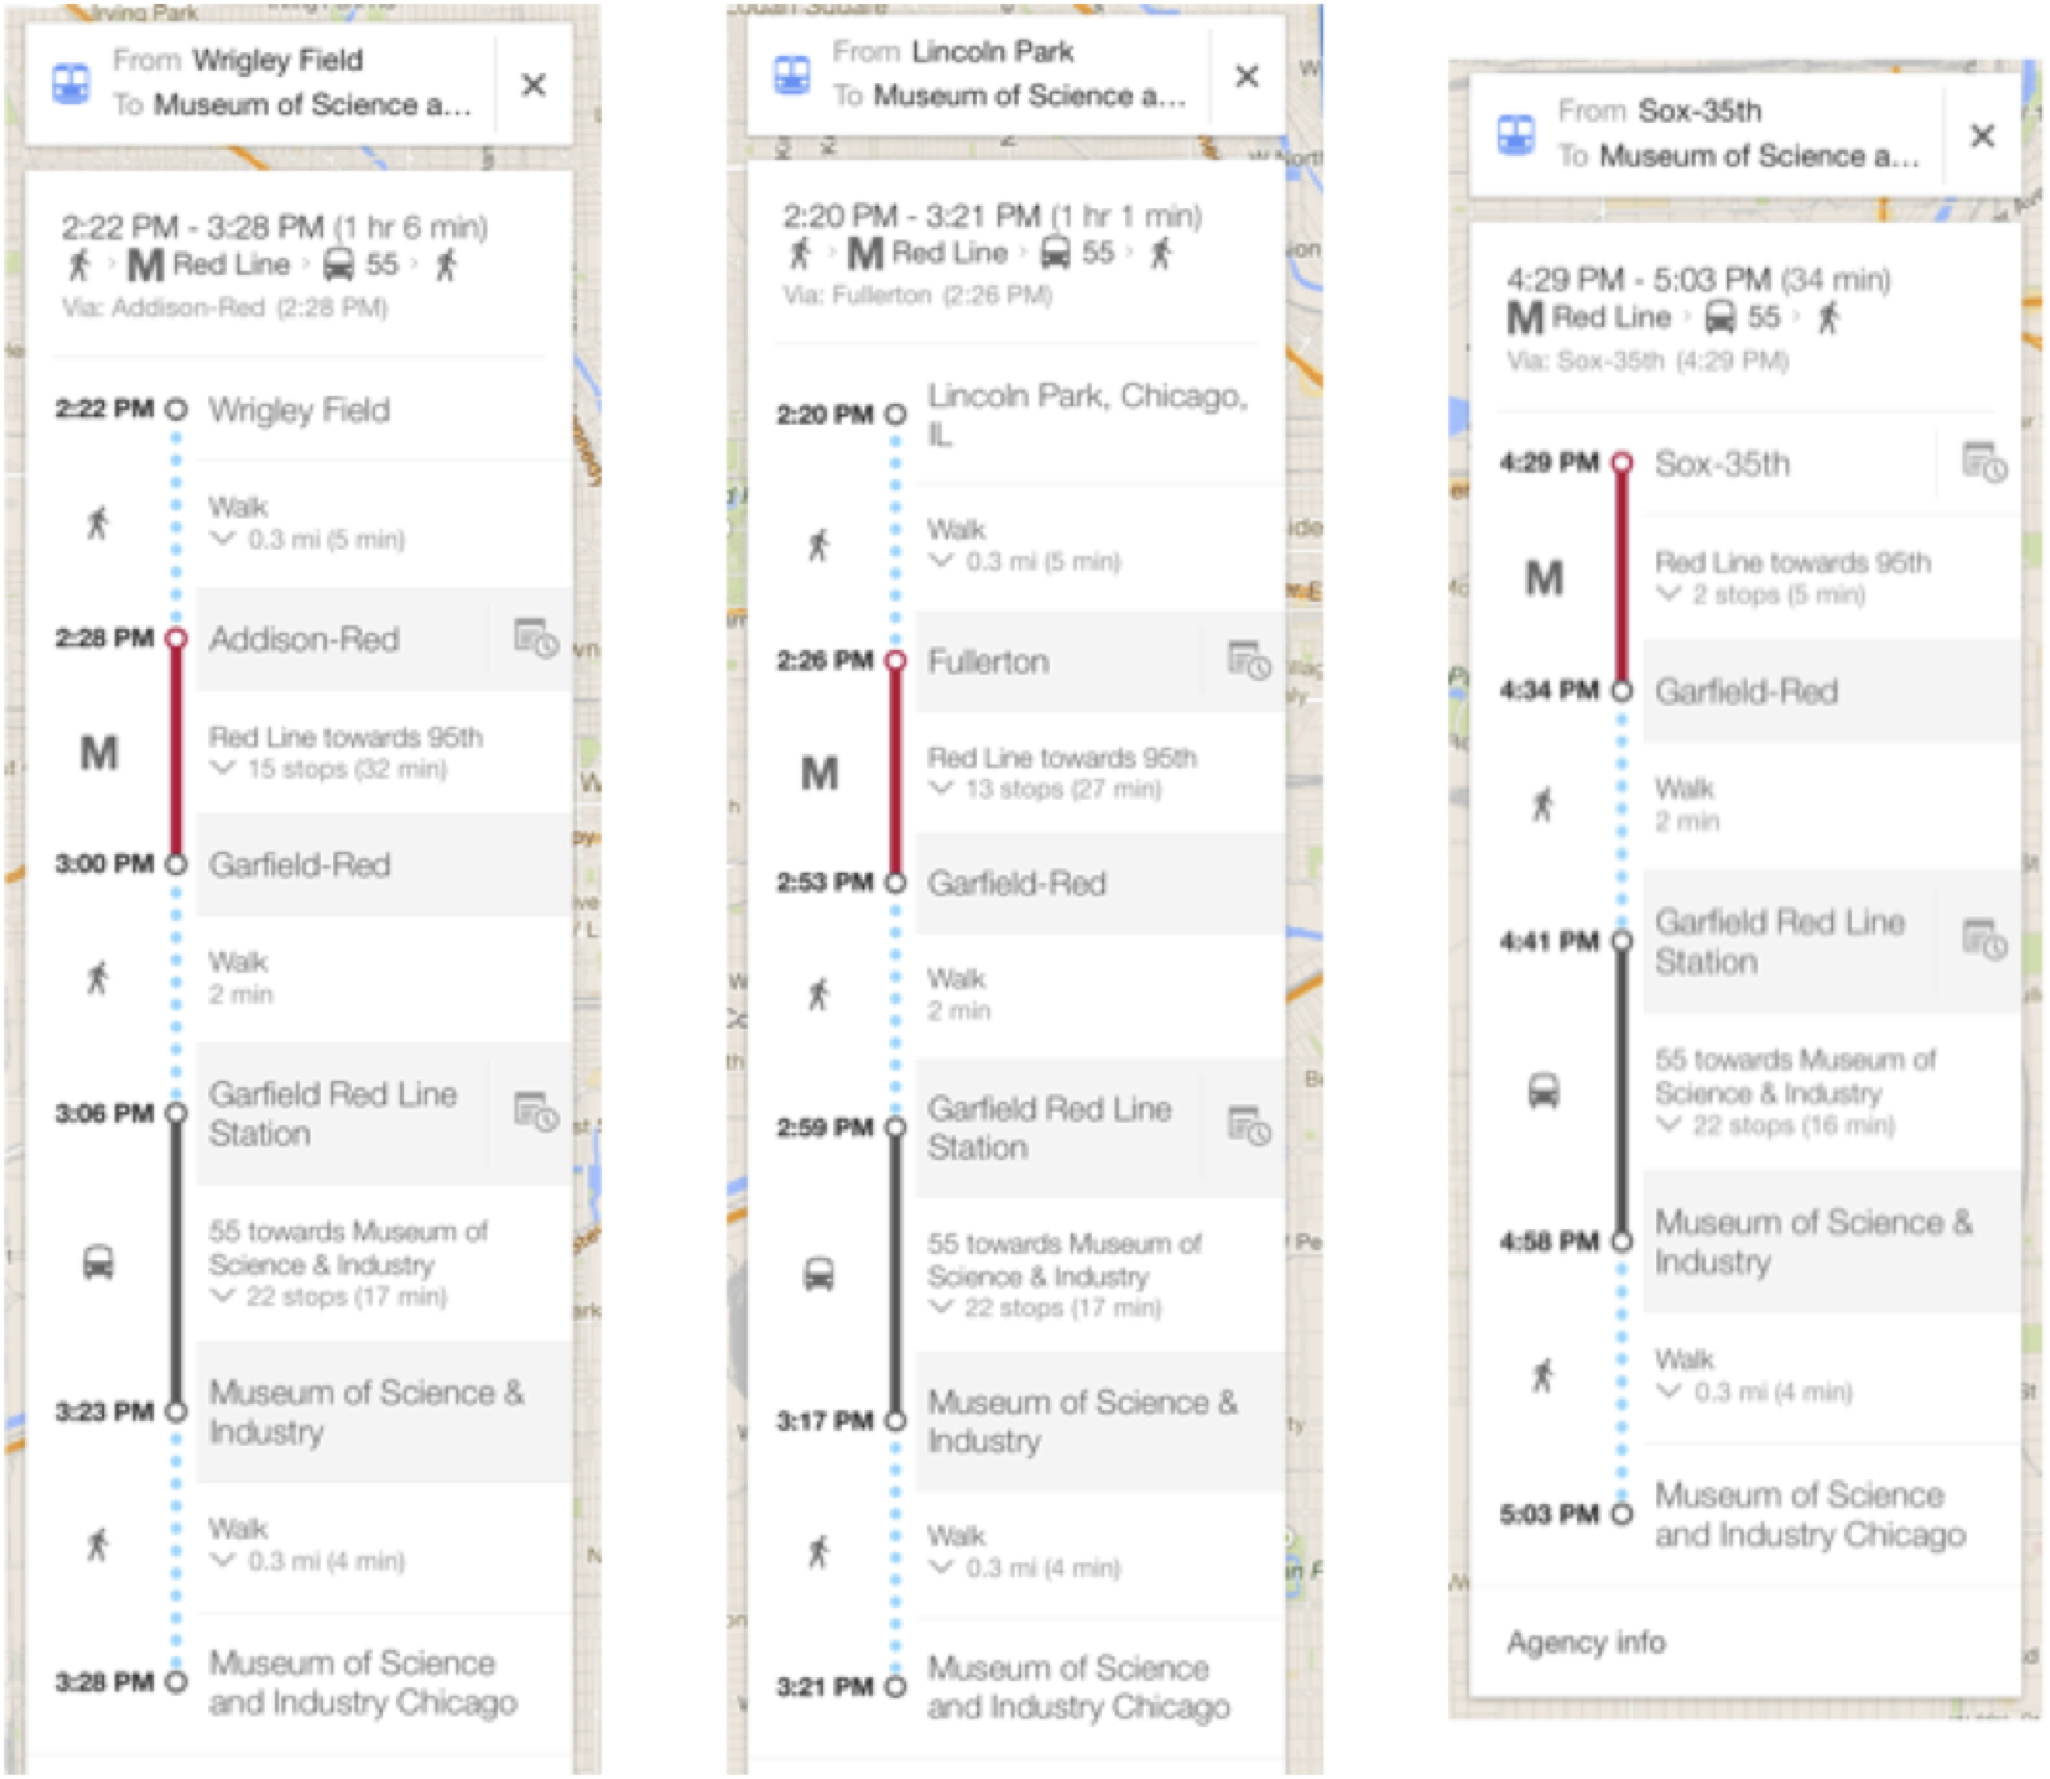 Irving Park
From Wrigley Field
To Museum of Science a...
2:22 PM - 3:28 PM (1 hr 6 min)
M Red Line › 55 ›
Via: Addison-Red (2:28 PM)
2:22 PM Wrigley Field
Walk
0.3 mi (5 min)
2:28 PM Addison-Red
M
Red Line towards 95th
15 stops (32 min)
3:00 PM Garfield-Red
Walk
2 min
3:06 PM Garfield Red Line
Station
55 towards Museum of
Science & Industry
22 stops (17 min)
3:23 PM Museum of Science &
Industry
Walk
0.3 mi (4 min)
3:28 PM Museum of Science
and Industry Chicago
From Lincoln Park
To Museum of Science a...
2:20 PM - 3:21 PM (1 hr 1 min)
M Red Line › 55 ›
Via: Fullerton (2:26 PM)
2:20 PM Lincoln Park, Chicago,
IL
Walk
0.3 mi (5 min)
2:26 PM Fullerton
M
Red Line towards 95th
13 stops (27 min)
2:53 PM Garfield-Red
Walk
2 min
2:59 PM Garfield Red Line
Station
55 towards Museum of
Science & Industry
22 stops (17 min)
3:17 PM Museum of Science &
Industry
Walk
0.3 mi (4 min)
3:21 PM Museum of Science
and Industry Chicago
From Sox-35th
To Museum of Science a...
4:29 PM - 5:03 PM (34 min)
M Red Line › 55 ›
Via: Sox-35th (4:29 PM)
4:29 PM Sox-35th
M
Red Line towards 95th
2 stops (5 min)
4:34 PM Garfield-Red
Walk
2 min
4:41 PM Garfield Red Line
Station
55 towards Museum of
Science & Industry
22 stops (16 min)
4:58 PM Museum of Science &
Industry
Walk
0.3 mi (4 min)
5:03 PM Museum of Science
and Industry Chicago
Agency info